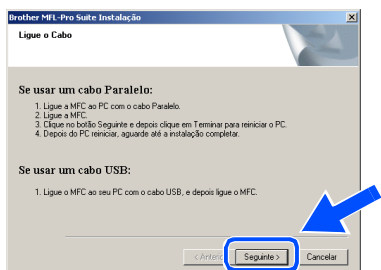 Brother MFL-Pro Suite Instalação
Ligue o Cabo
Se usar um cabo Paralelo:
1. Ligue a MFC ao PC com o cabo Paralelo.
2. Ligue a MFC.
3. Clique no botão Seguinte e depois clique em Terminar para reiniciar o PC.
4. Depois do PC reiniciar, aguarde até a instalação completar.
Se usar um cabo USB:
1. Ligue o MFC ao seu PC com o cabo USB, e depois ligue o MFC.
Seguinte > Cancelar